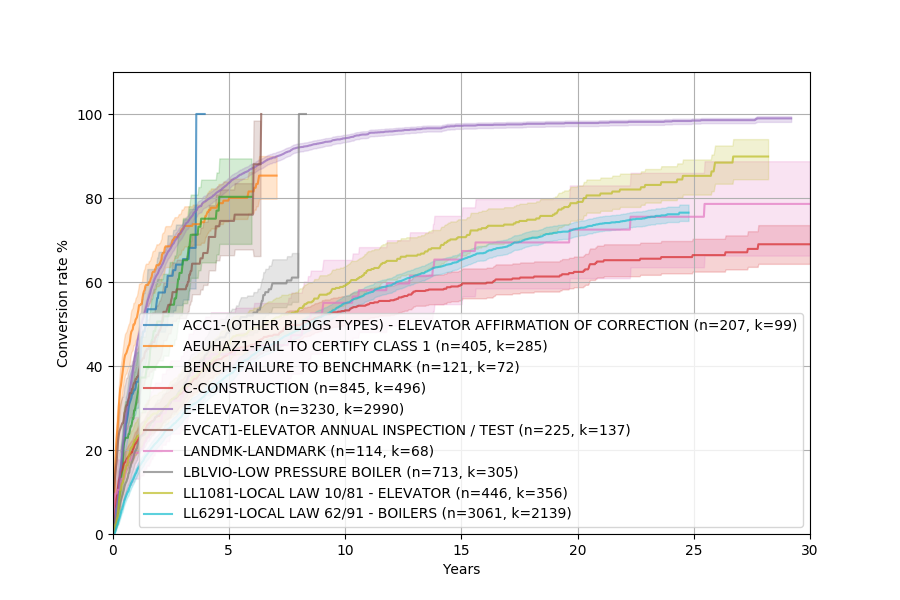 100
80
60
40
20
0
Conversion rate %
ACC1-(OTHER BLDGS TYPES) - ELEVATOR AFFIRMATION OF CORRECTION (n=207, k=99)
AEUHAZ1-FAIL TO CERTIFY CLASS 1 (n=405, k=285)
BENCH-FAILURE TO BENCHMARK (n=121, k=72)
C-CONSTRUCTION (n=845, k=496)
E-ELEVATOR (n=3230, k=2990)
EVCAT1-ELEVATOR ANNUAL INSPECTION / TEST (n=225, k=137)
LANDMK-LANDMARK (n=114, k=68)
LBLVIO-LOW PRESSURE BOILER (n=713, k=305)
LL1081-LOCAL LAW 10/81 - ELEVATOR (n=446, k=356)
LL6291-LOCAL LAW 62/91 - BOILERS (n=3061, k=2139)
0 5 10 15 20 25 30
Years